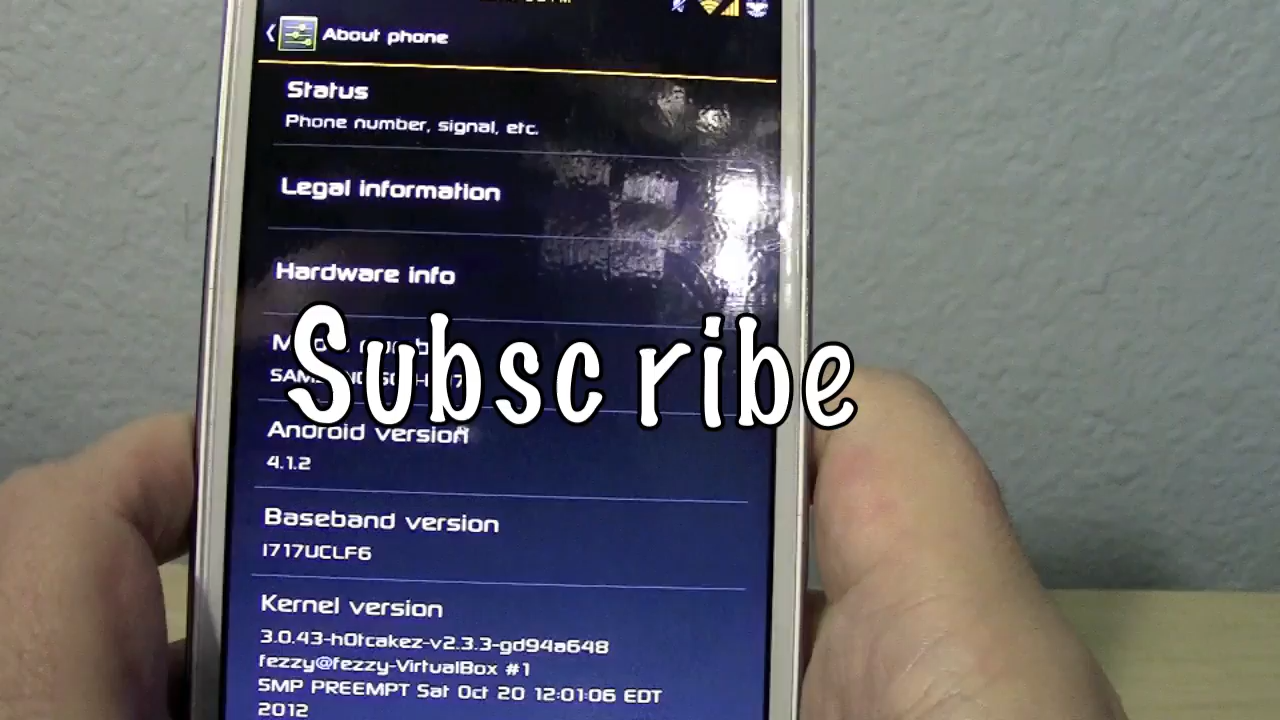 About phone
Status
Phone number, signal, etc.
Legal information
Hardware info
Subscribe
Android version
4.1.2
Baseband version
I717UCLF6
Kernel version
3.0.43-h0tcakez-v2.3.3-gd94a648
fezzy@fezzy-VirtualBox #1
SMP PREEMPT Sat Oct 20 12:01:06 EDT
2012